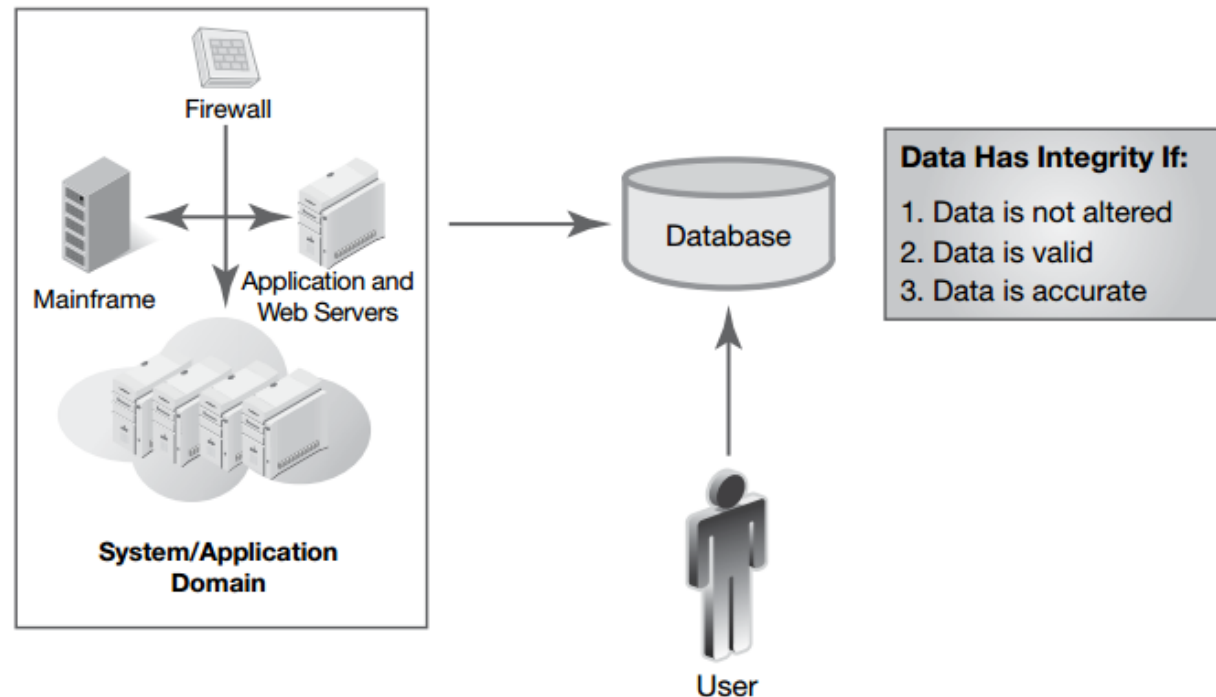 Firewall
Mainframe
Application and
Web Servers
System/Application
Domain
Database
User
Data Has Integrity If:
1. Data is not altered
2. Data is valid
3. Data is accurate